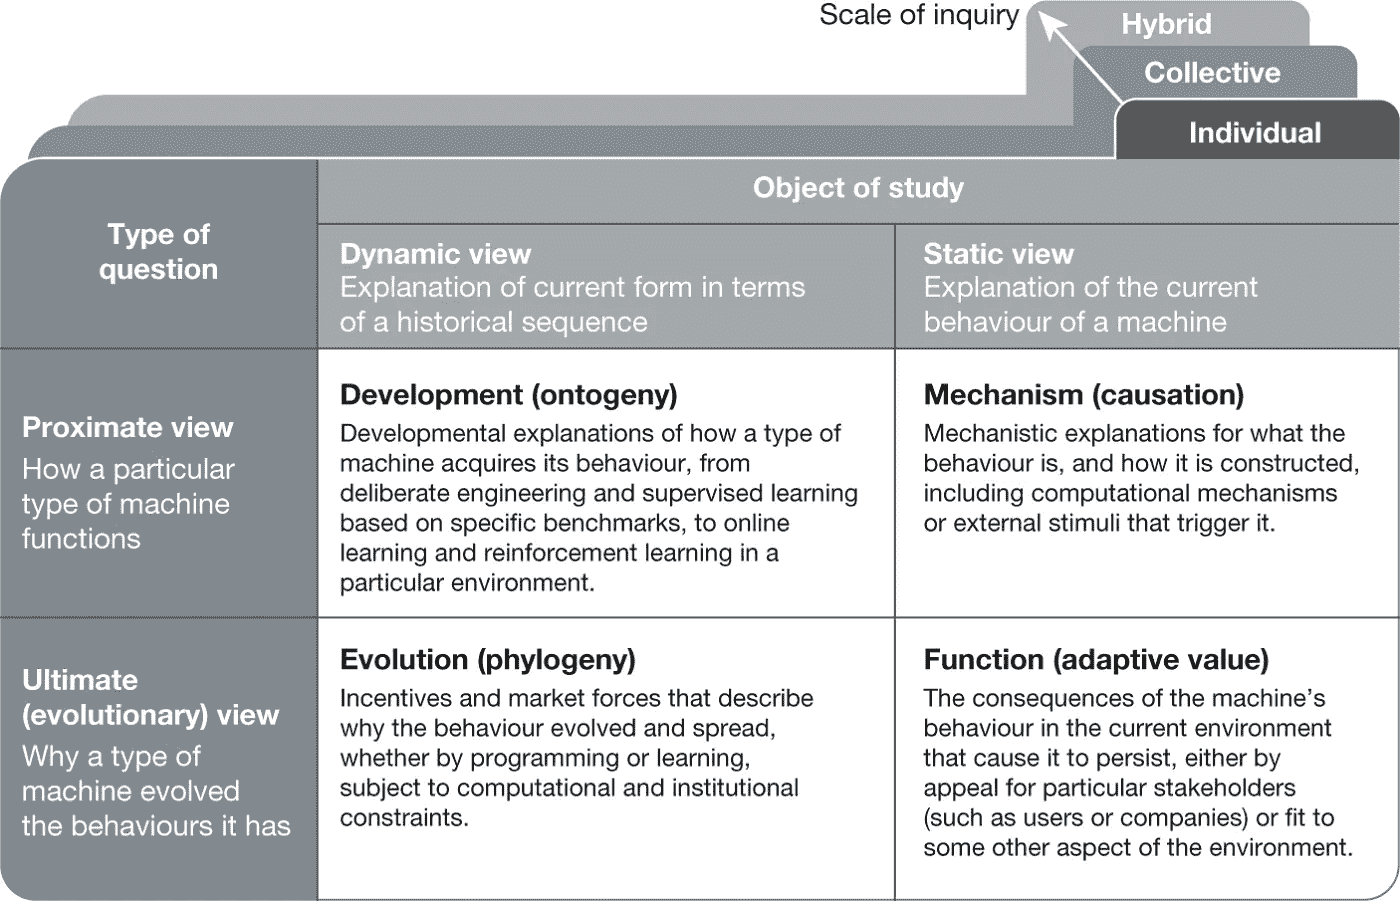 Scale of inquiry
Hybrid
Collective
Individual
Type of
question
Object of study
Dynamic view
Explanation of current form in terms
of a historical sequence
Static view
Explanation of the current
behaviour of a machine
Proximate view
How a particular
type of machine
functions
Development (ontogeny)
Developmental explanations of how a type of
machine acquires its behaviour, from
deliberate engineering and supervised learning
based on specific benchmarks, to online
learning and reinforcement learning in a
particular environment.
Mechanism (causation)
Mechanistic explanations for what the
behaviour is, and how it is constructed,
including computational mechanisms
or external stimuli that trigger it.
Ultimate
(evolutionary) view
Why a type of
machine evolved
the behaviours it has
Evolution (phylogeny)
Incentives and market forces that describe
why the behaviour evolved and spread,
whether by programming or learning,
subject to computational and institutional
constraints.
Function (adaptive value)
The consequences of the machine’s
behaviour in the current environment
that cause it to persist, either by
appeal for particular stakeholders
(such as users or companies) or fit to
some other aspect of the environment.